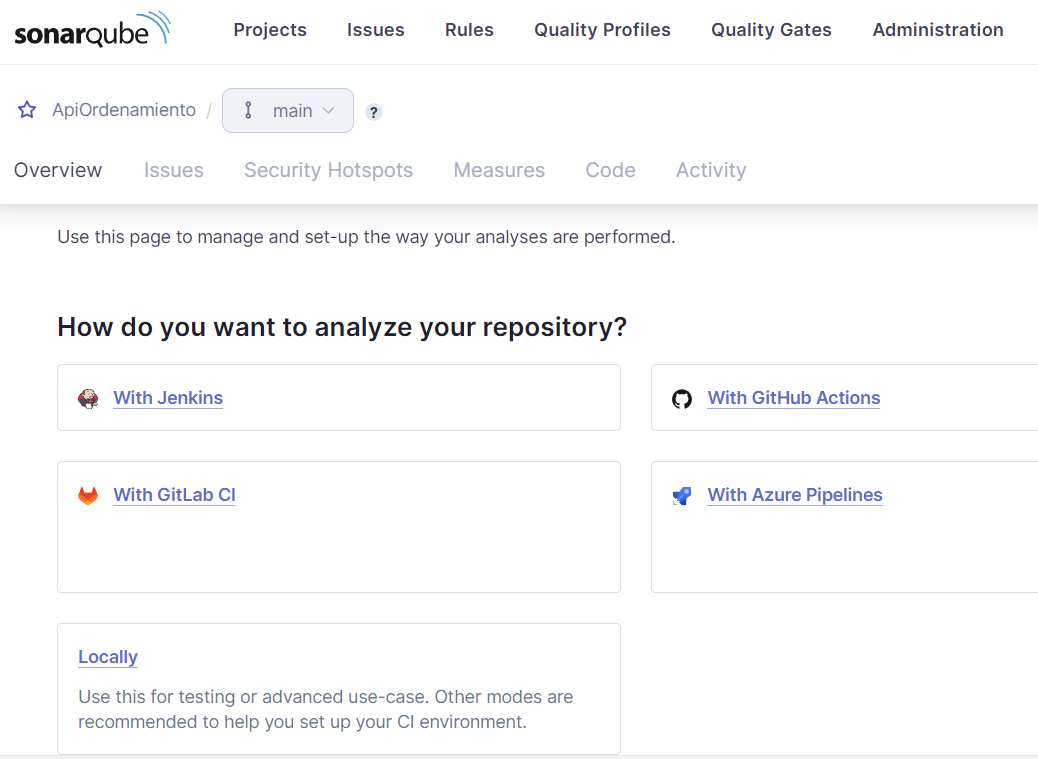 sonarqube Projects Issues Rules Quality Profiles Quality Gates Administration
ApiOrdenamiento / main ?
Overview Issues Security Hotspots Measures Code Activity
Use this page to manage and set-up the way your analyses are performed.
How do you want to analyze your repository?
With Jenkins
With GitHub Actions
With GitLab CI
With Azure Pipelines
Locally
Use this for testing or advanced use-case. Other modes are
recommended to help you set up your CI environment.